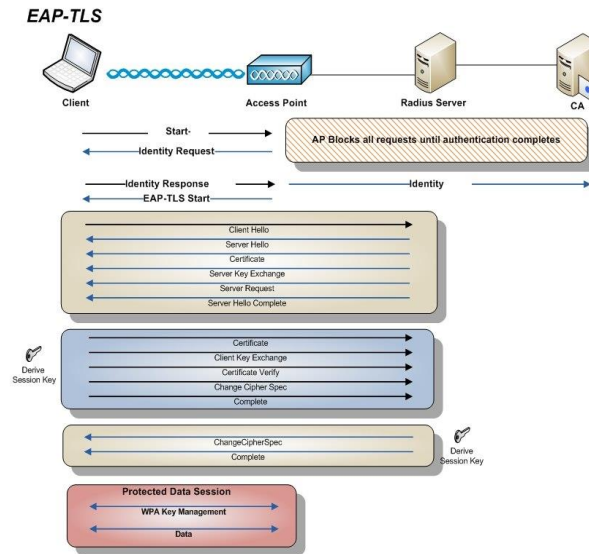 EAP-TLS
Client
Access Point
Radius Server
CA
Start-
AP Blocks all requests until authentication completes
Identity Request
Identity Response
Identity
EAP-TLS Start
Client Hello
Server Hello
Certificate
Server Key Exchange
Server Request
Server Hello Complete
Certificate
Client Key Exchange
Certificate Verify
Change Cipher Spec
Complete
Derive
Session Key
ChangeCipherSpec
Complete
Derive
Session Key
Protected Data Session
WPA Key Management
Data